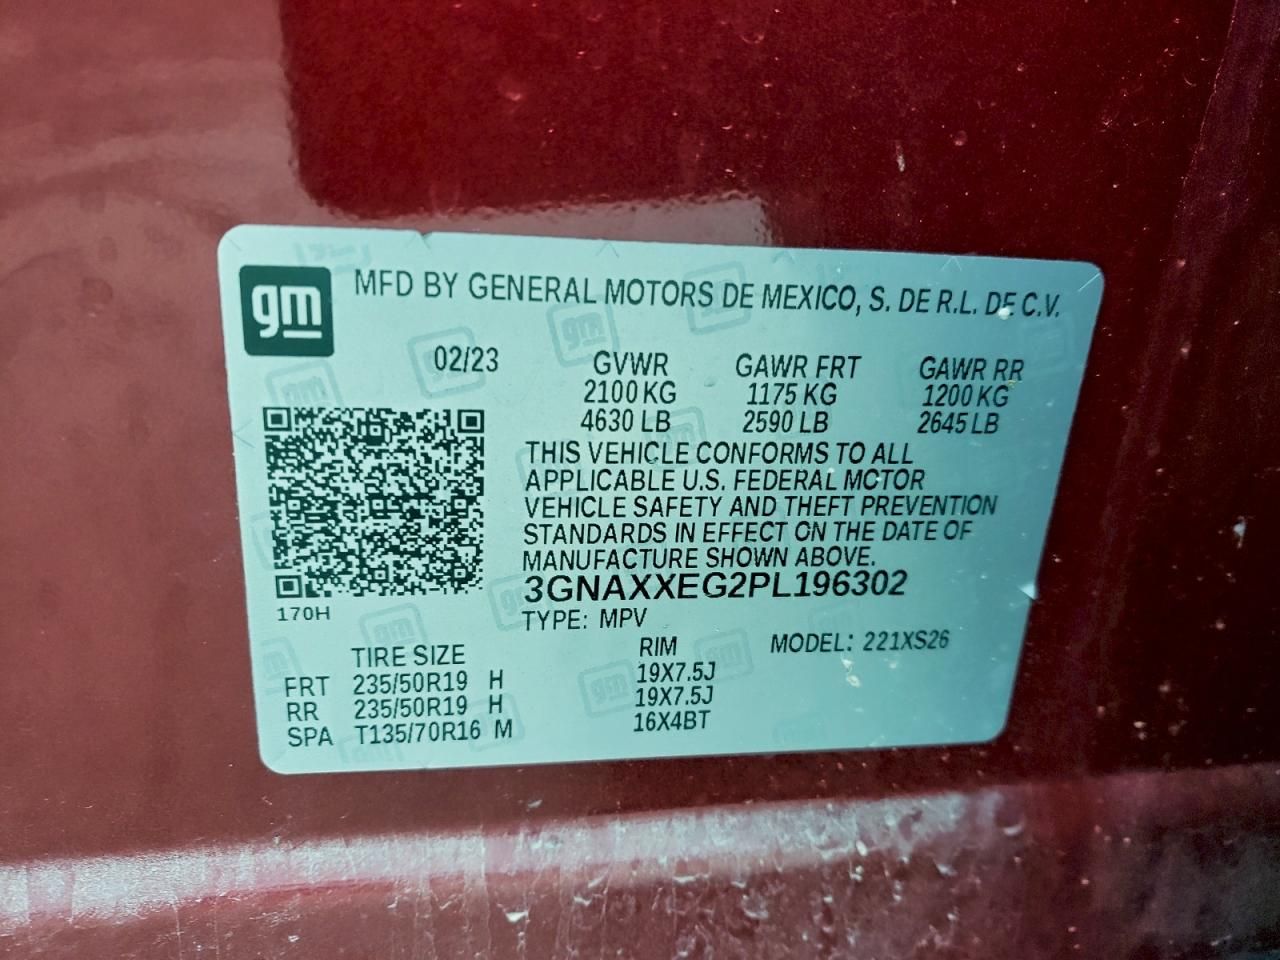 gm
MFD BY GENERAL MOTORS DE MEXICO, S. DE R.L. DE C.V.
02/23 GVWR GAWR FRT GAWR RR
2100 KG 1175 KG 1200 KG
4630 LB 2590 LB 2645 LB
THIS VEHICLE CONFORMS TO ALL
APPLICABLE U.S. FEDERAL MOTOR
VEHICLE SAFETY AND THEFT PREVENTION
STANDARDS IN EFFECT ON THE DATE OF
MANUFACTURE SHOWN ABOVE.
3GNAXXEG2PL196302
170H
TYPE: MPV
TIRE SIZE RIM MODEL: 221XS26
FRT 235/50R19 H 19X7.5J
RR 235/50R19 H 19X7.5J
SPA T135/70R16 M 16X4BT